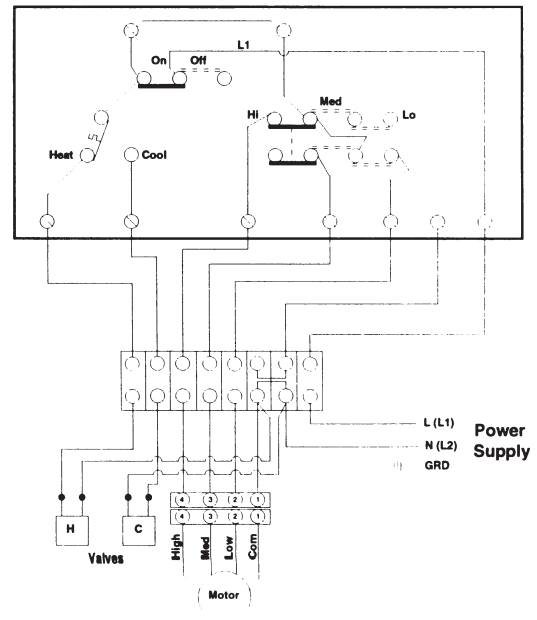 L1
On Off
Hi Med Lo
Heat Cool
L (L1)
N (L2)
GRD
Power
Supply
H C
Valves
4 3 2 1
4 3 2 1
High Med Low Com
Motor